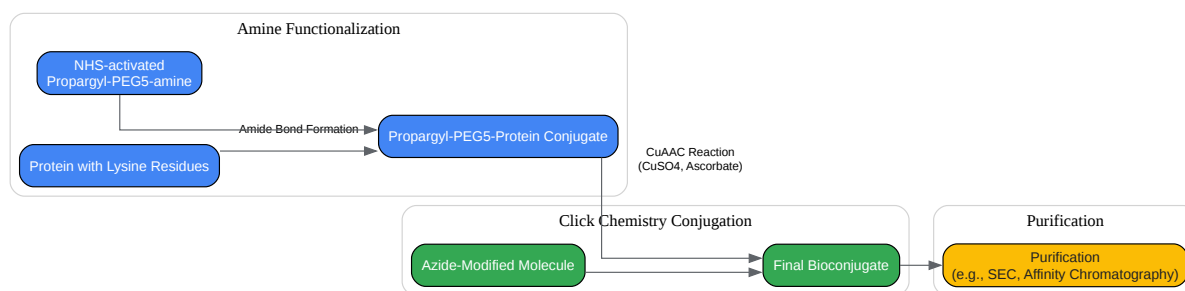 Amine Functionalization
NHS-activated
Propargyl-PEG5-amine
Amide Bond Formation
Propargyl-PEG5-Protein Conjugate
Protein with Lysine Residues
CuAAC Reaction
(CuSO4, Ascorbate)
Click Chemistry Conjugation
Azide-Modified Molecule
Final Bioconjugate
Purification
Purification
(e.g., SEC, Affinity Chromatography)